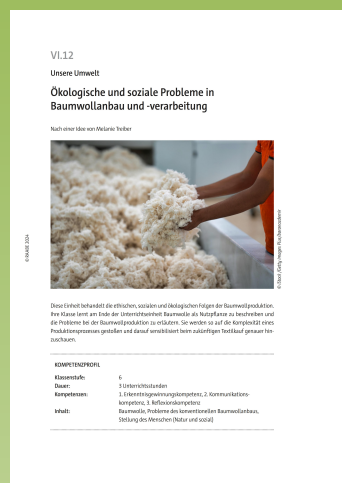 VI.12
Unsere Umwelt
Ökologische und soziale Probleme in
Baumwollanbau und -verarbeitung
Nach einer Idee von Melanie Treiber
© RAABE 2024
Diese Einheit behandelt die ethischen, sozialen und ökologischen Folgen der Baumwollproduktion.
Ihre Klasse lernt am Ende der Unterrichtseinheit Baumwolle als Nutzpflanze zu beschreiben und
die Probleme bei der Baumwollproduktion zu erläutern. Sie werden so auf die Komplexität eines
Produktionsprozesses gestoßen und darauf sensibilisiert beim zukünftigen Textilkauf genauer hin-
zuschauen.
KOMPETENZPROFIL
Klassenstufe: 6
Dauer: 3 Unterrichtsstunden
Kompetenzen: 1. Erkenntnisgewinnungskompetenz, 2. Kommunikations-
kompetenz, 3. Reflexionskompetenz
Inhalt: Baumwolle, Probleme des konventionellen Baumwollanbaus,
Stellung des Menschen (Natur und sozial)